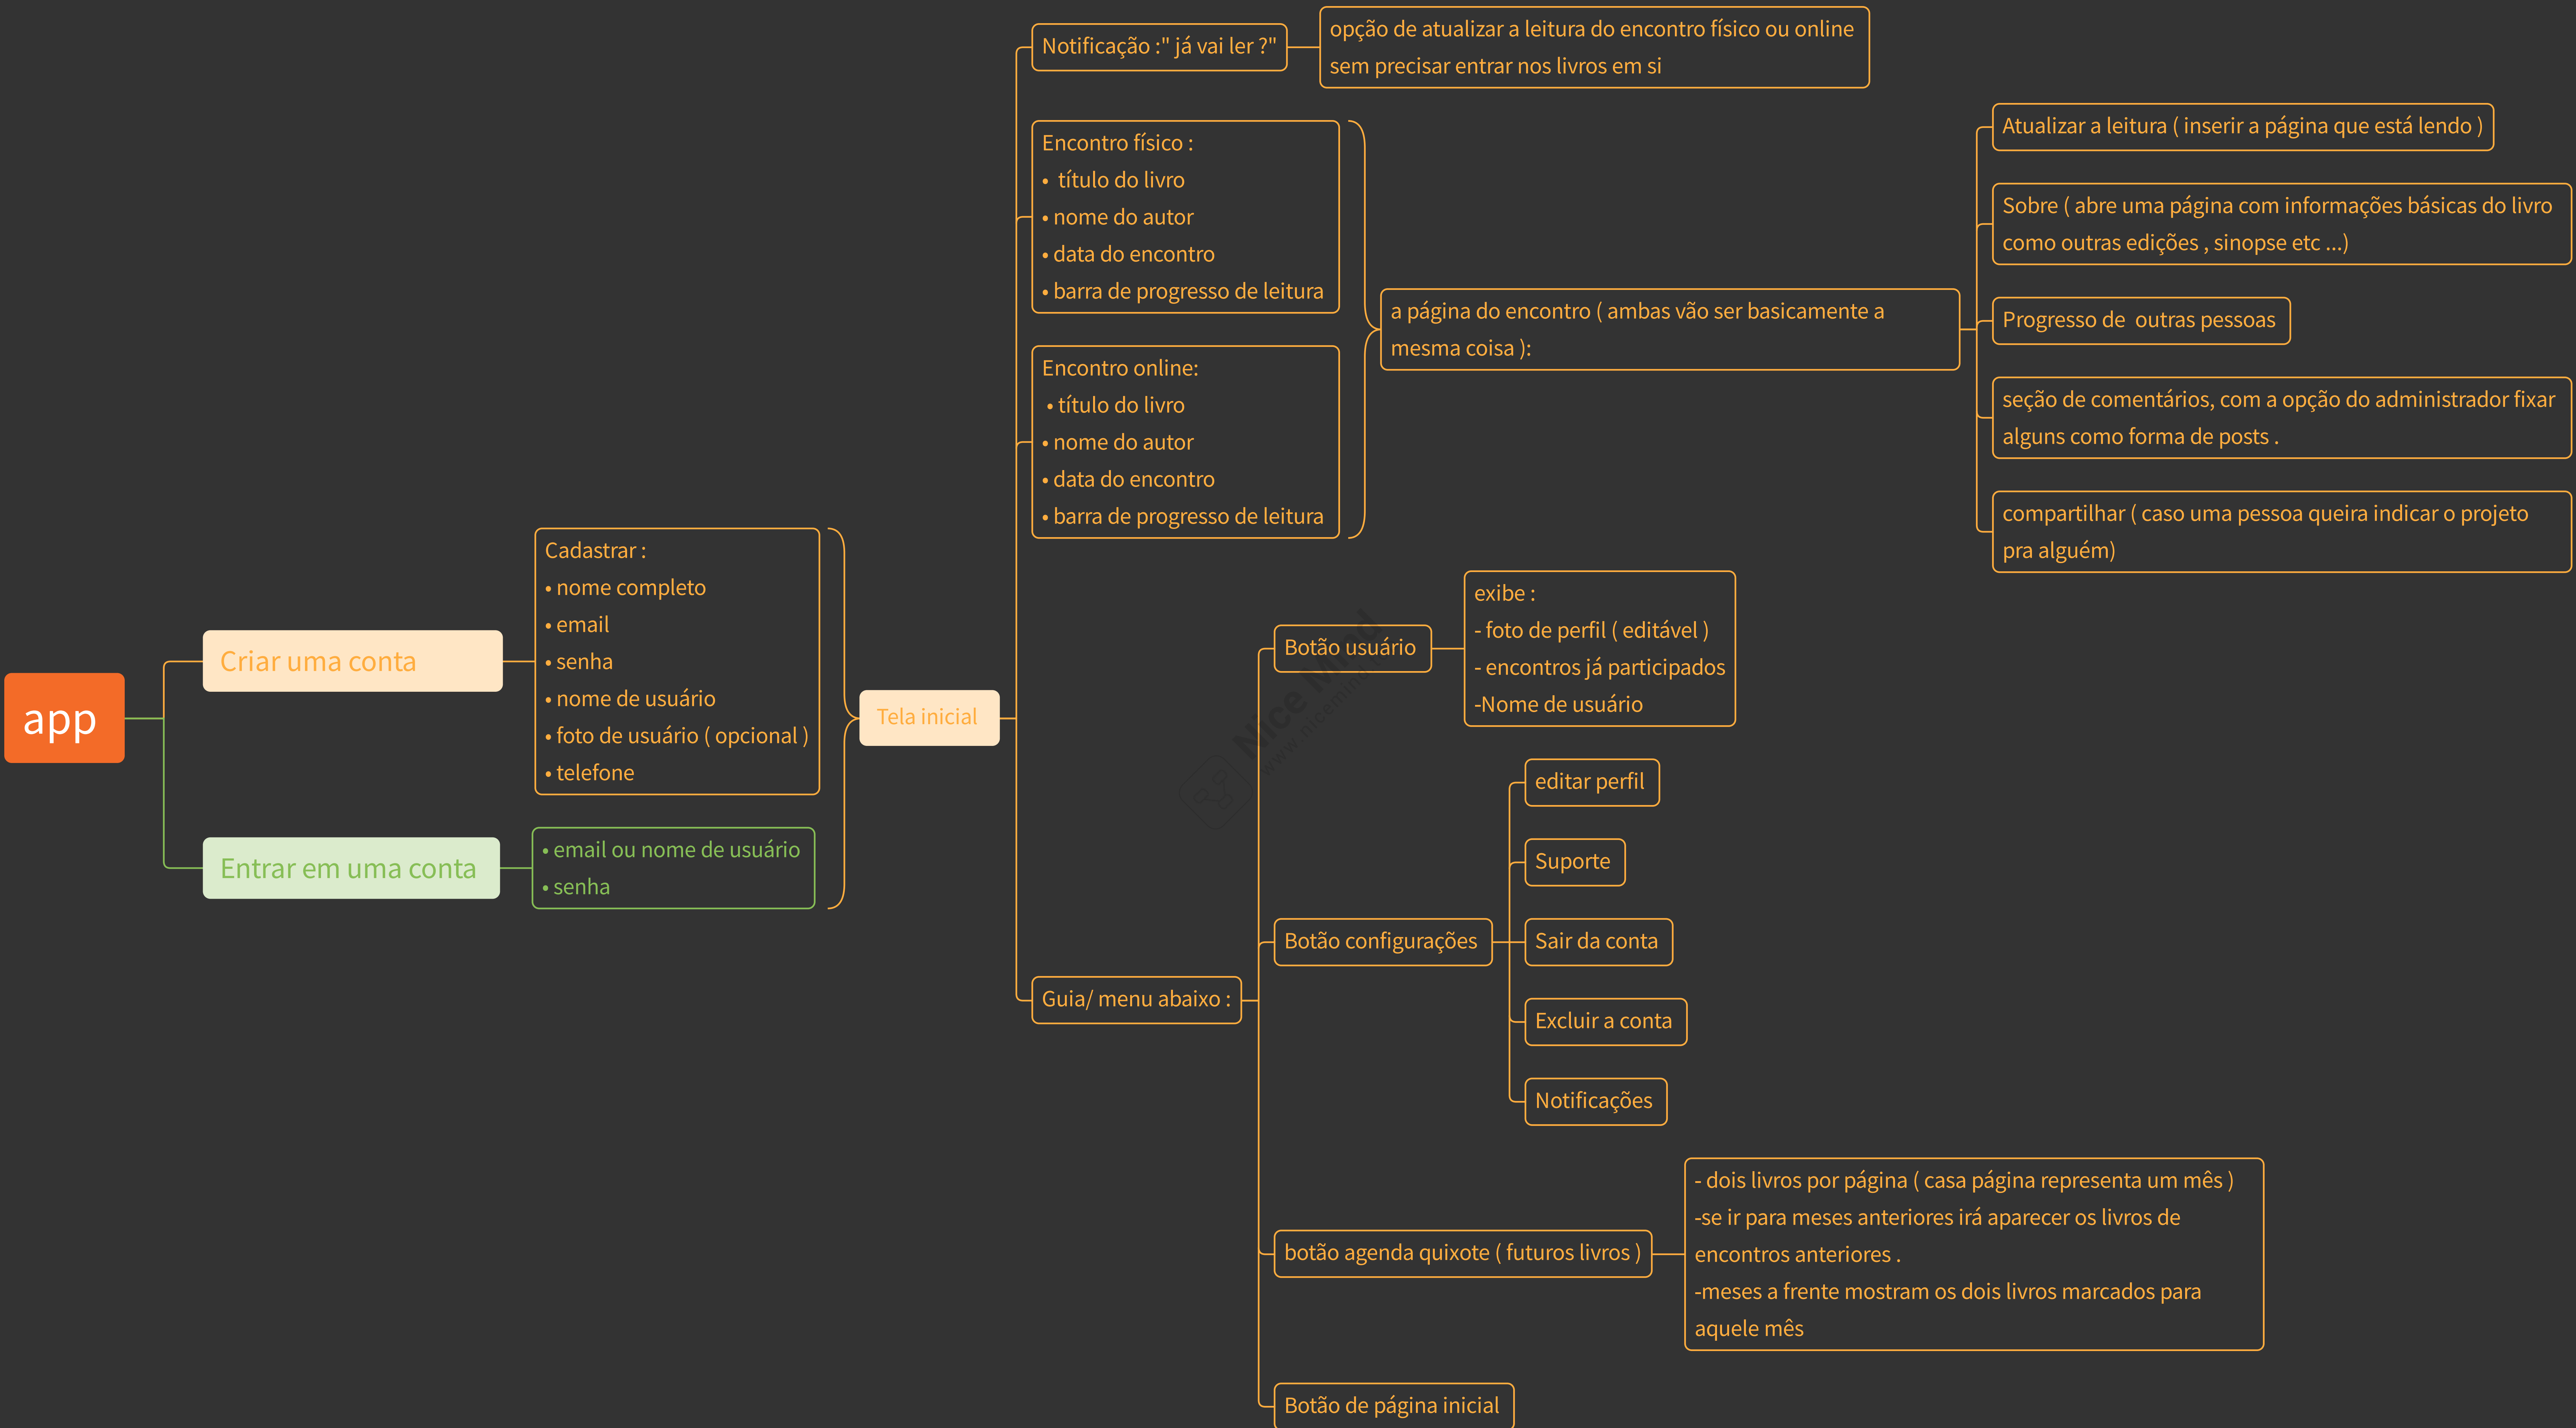 app
Criar uma conta
Cadastrar :
• nome completo
• email
• senha
• nome de usuário
• foto de usuário ( opcional )
• telefone
Entrar em uma conta
• email ou nome de usuário
• senha
Tela inicial
Notificação :" já vai ler ?"
opção de atualizar a leitura do encontro físico ou online
sem precisar entrar nos livros em si
Encontro físico :
• título do livro
• nome do autor
• data do encontro
• barra de progresso de leitura
Encontro online:
• título do livro
• nome do autor
• data do encontro
• barra de progresso de leitura
a página do encontro ( ambas vão ser basicamente a
mesma coisa ):
Atualizar a leitura ( inserir a página que está lendo )
Sobre ( abre uma página com informações básicas do livro
como outras edições , sinopse etc ...)
Progresso de outras pessoas
seção de comentários, com a opção do administrador fixar
alguns como forma de posts .
compartilhar ( caso uma pessoa queira indicar o projeto
pra alguém)
Guia/ menu abaixo :
Botão usuário
exibe :
- foto de perfil ( editável )
- encontros já participados
-Nome de usuário
Botão configurações
editar perfil
Suporte
Sair da conta
Excluir a conta
Notificações
botão agenda quixote ( futuros livros )
- dois livros por página ( casa página representa um mês )
-se ir para meses anteriores irá aparecer os livros de
encontros anteriores .
-meses a frente mostram os dois livros marcados para
aquele mês
Botão de página inicial
Nice Mind